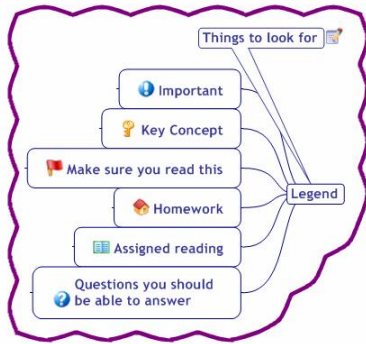 Things to look for
Important
Key Concept
Make sure you read this
Legend
Homework
Assigned reading
Questions you should
be able to answer